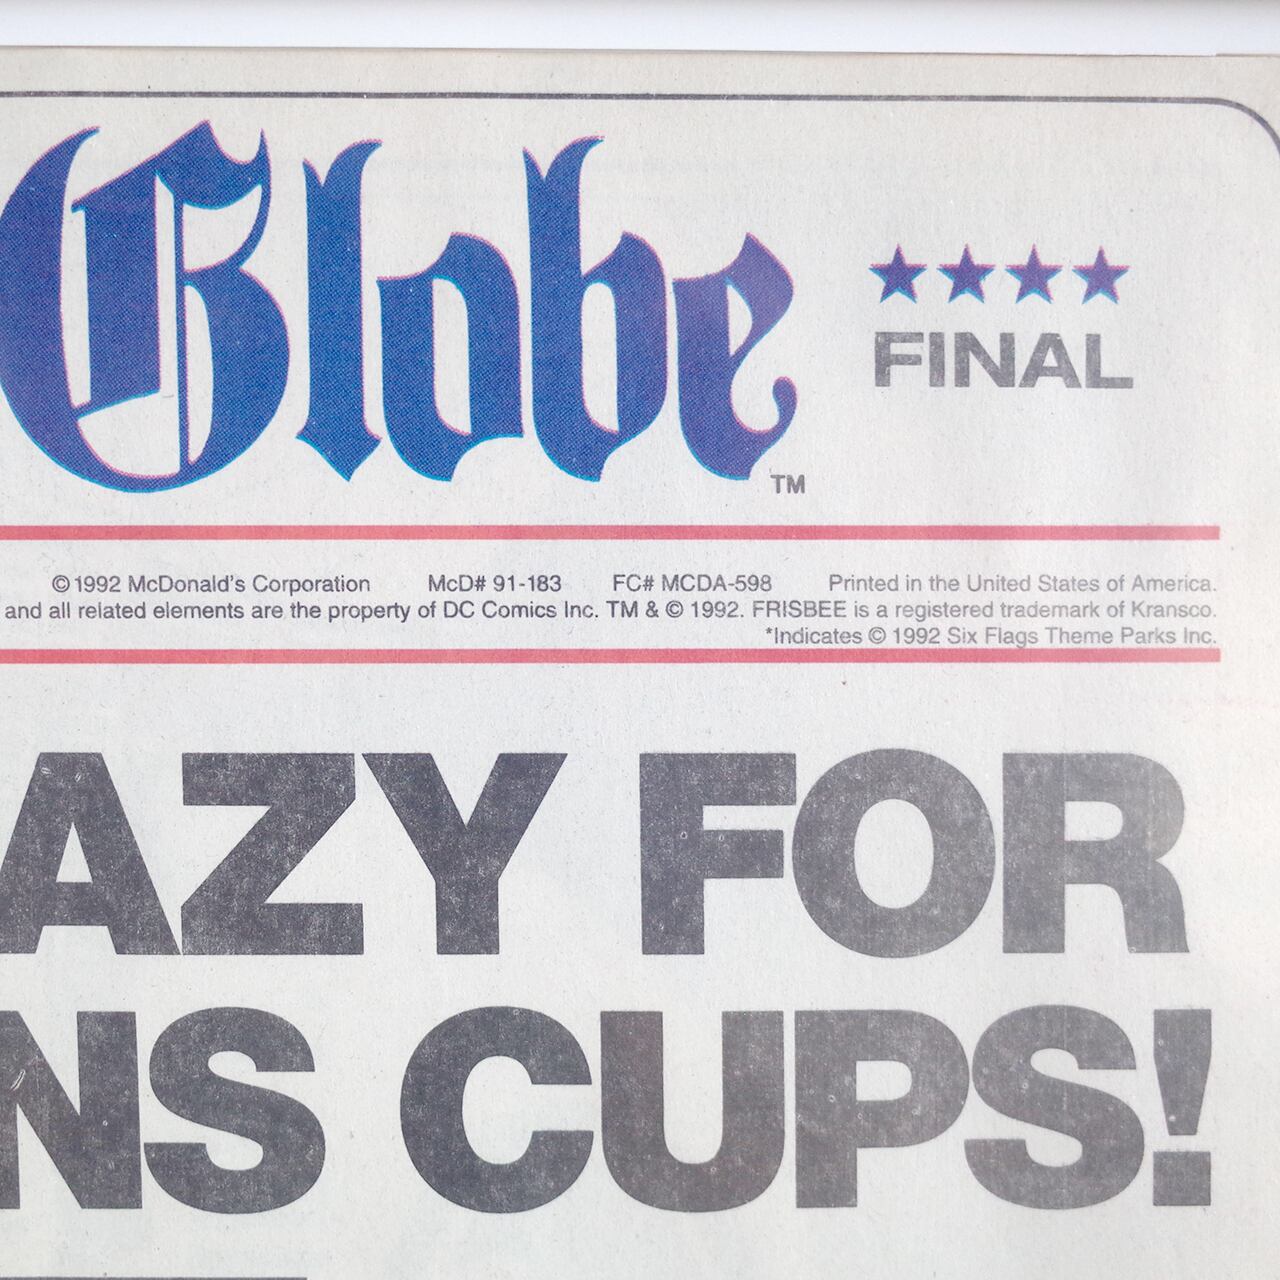 Globe
TM
★★★★
FINAL
© 1992 McDonald's Corporation McD# 91-183 FC# MCDA-598 Printed in the United States of America.
and all related elements are the property of DC Comics Inc. TM & © 1992. FRISBEE is a registered trademark of Kransco.
*Indicates © 1992 Six Flags Theme Parks Inc.
AZY FOR
NS CUPS!